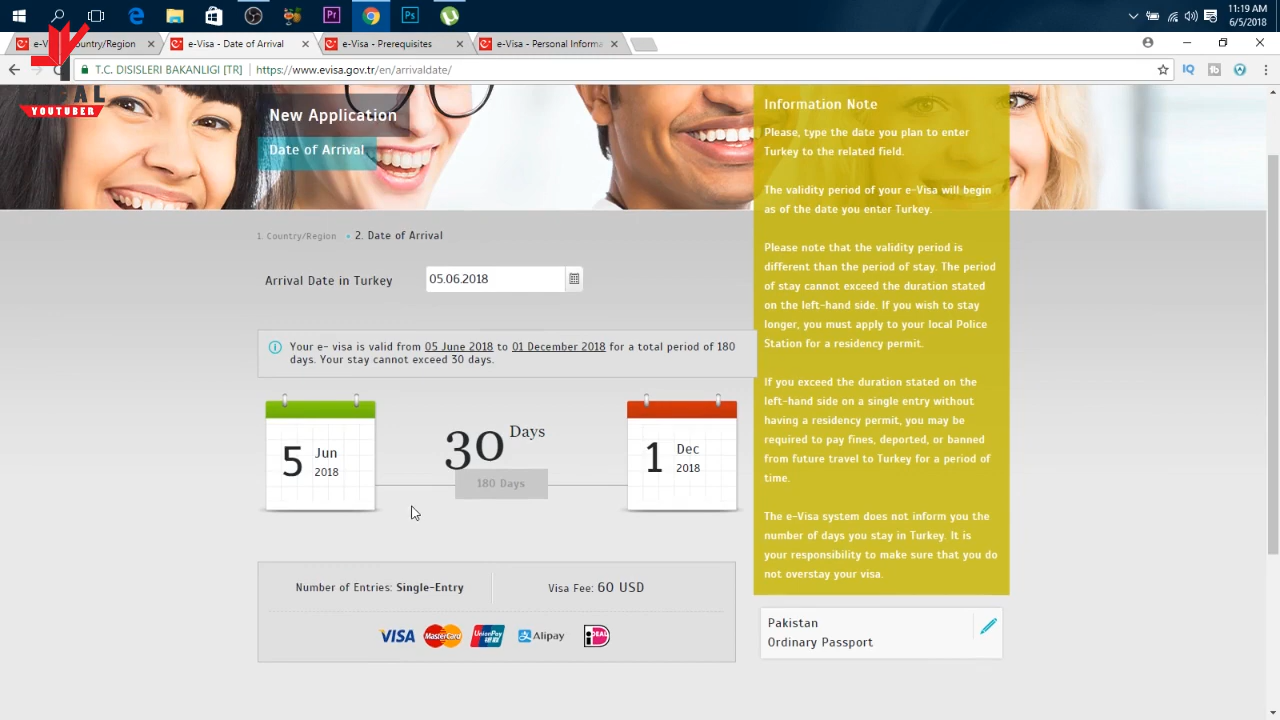 11:19 AM
6/5/2018
e-Visa - Country/Region
e-Visa - Date of Arrival
e-Visa - Prerequisites
e-Visa - Personal Informa
T.C. DISISLERI BAKANLIGI [TR]
https://www.evisa.gov.tr/en/arrivaldate/
YOUTUBER
New Application
Date of Arrival
1. Country/Region • 2. Date of Arrival
Arrival Date in Turkey
05.06.2018
Your e- visa is valid from 05 June 2018 to 01 December 2018 for a total period of 180
days. Your stay cannot exceed 30 days.
5 Jun
2018
30 Days
180 Days
1 Dec
2018
Number of Entries: Single-Entry
Visa Fee: 60 USD
VISA MasterCard UnionPay 银联 Alipay iDEAL
Information Note
Please, type the date you plan to enter
Turkey to the related field.
The validity period of your e-Visa will begin
as of the date you enter Turkey.
Please note that the validity period is
different than the period of stay. The period
of stay cannot exceed the duration stated
on the left-hand side. If you wish to stay
longer, you must apply to your local Police
Station for a residency permit.
If you exceed the duration stated on the
left-hand side on a single entry without
having a residency permit, you may be
required to pay fines, deported, or banned
from future travel to Turkey for a period of
time.
The e-Visa system does not inform you the
number of days you stay in Turkey. It is
your responsibility to make sure that you do
not overstay your visa.
Pakistan
Ordinary Passport